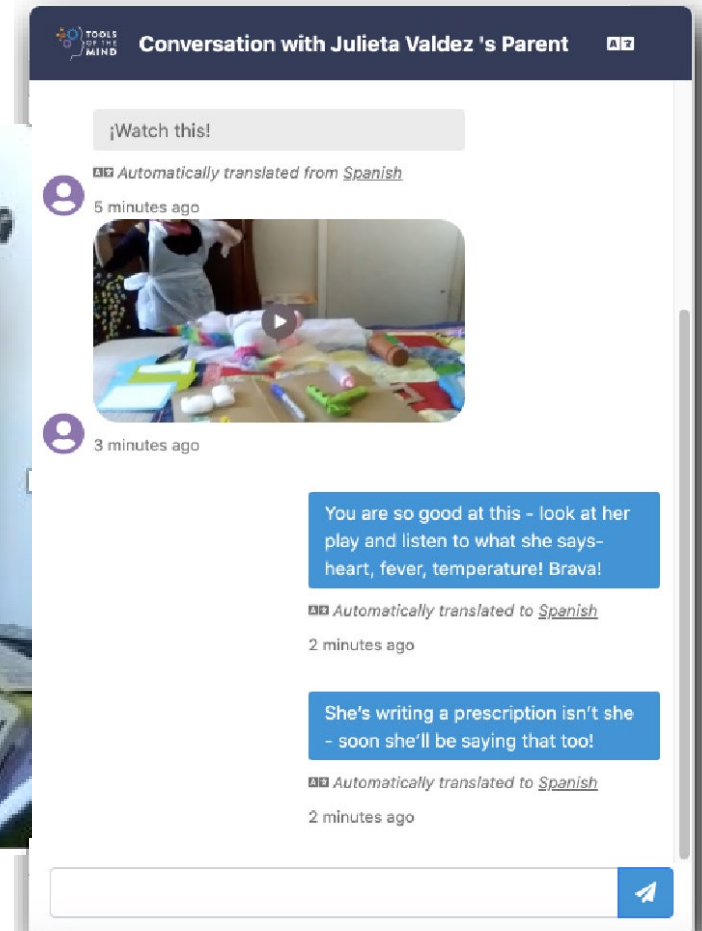 TOOLS
OF THE
MIND
Conversation with Julieta Valdez 's Parent
¡Watch this!
Automatically translated from Spanish
5 minutes ago
3 minutes ago
You are so good at this - look at her
play and listen to what she says-
heart, fever, temperature! Brava!
Automatically translated to Spanish
2 minutes ago
She's writing a prescription isn't she
- soon she'll be saying that too!
Automatically translated to Spanish
2 minutes ago